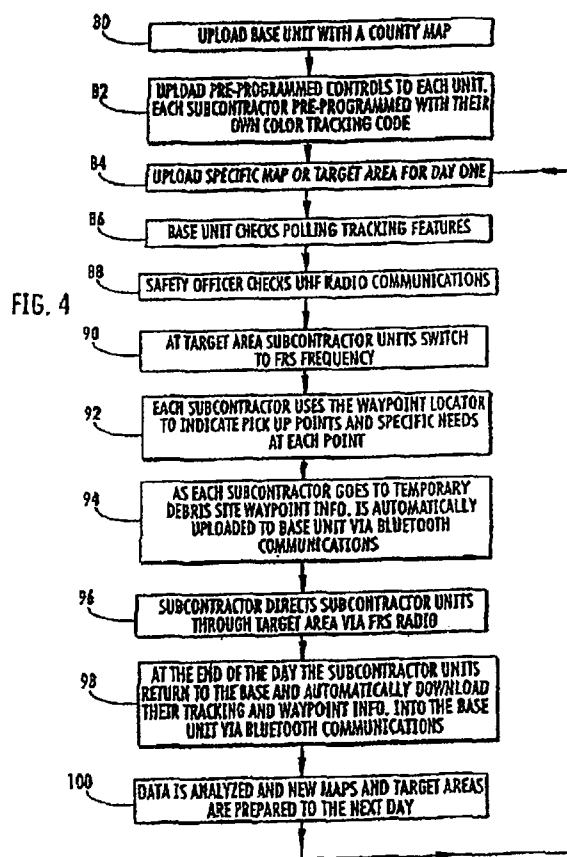 80
UPLOAD BASE UNIT WITH A COUNTY MAP
82
UPLOAD PRE-PROGRAMMED CONTROLS TO EACH UNIT.
EACH SUBCONTRACTOR PRE-PROGRAMMED WITH THEIR
OWN COLOR TRACKING CODE
84
UPLOAD SPECIFIC MAP OR TARGET AREA FOR DAY ONE
86
BASE UNIT CHECKS POLLING TRACKING FEATURES
88
SAFETY OFFICER CHECKS UHF RADIO COMMUNICATIONS
FIG. 4
90
AT TARGET AREA SUBCONTRACTOR UNITS SWITCH
TO FRS FREQUENCY
92
EACH SUBCONTRACTOR USES THE WAYPOINT LOCATOR
TO INDICATE PICK UP POINTS AND SPECIFIC NEEDS
AT EACH POINT
94
AS EACH SUBCONTRACTOR GOES TO TEMPORARY
DEBRIS SITE WAYPOINT INFO. IS AUTOMATICALLY
UPLOADED TO BASE UNIT VIA BLUETOOTH
COMMUNICATIONS
96
SUBCONTRACTOR DIRECTS SUBCONTRACTOR UNITS
THROUGH TARGET AREA VIA FRS RADIO
98
AT THE END OF THE DAY THE SUBCONTRACTOR UNITS
RETURN TO THE BASE AND AUTOMATICALLY DOWNLOAD
THEIR TRACKING AND WAYPOINT INFO. INTO THE BASE
UNIT VIA BLUETOOTH COMMUNICATIONS
100
DATA IS ANALYZED AND NEW MAPS AND TARGET AREAS
ARE PREPARED TO THE NEXT DAY